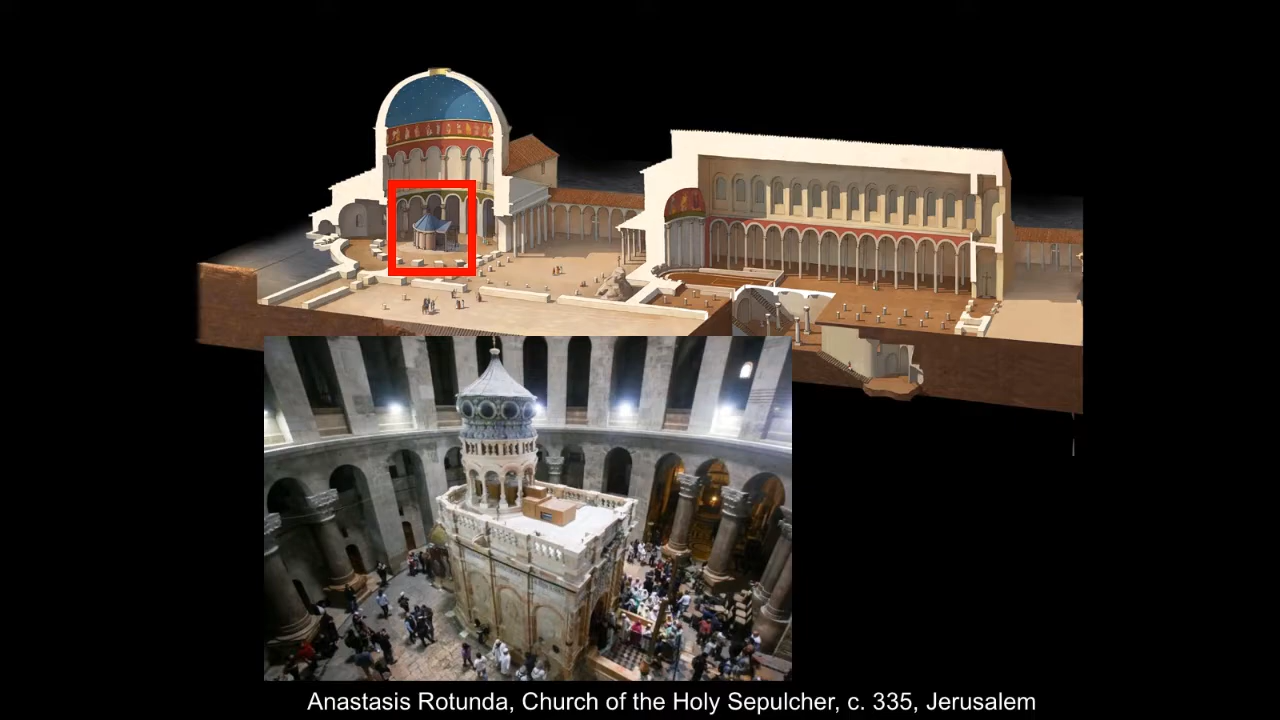 Anastasis Rotunda, Church of the Holy Sepulcher, c. 335, Jerusalem